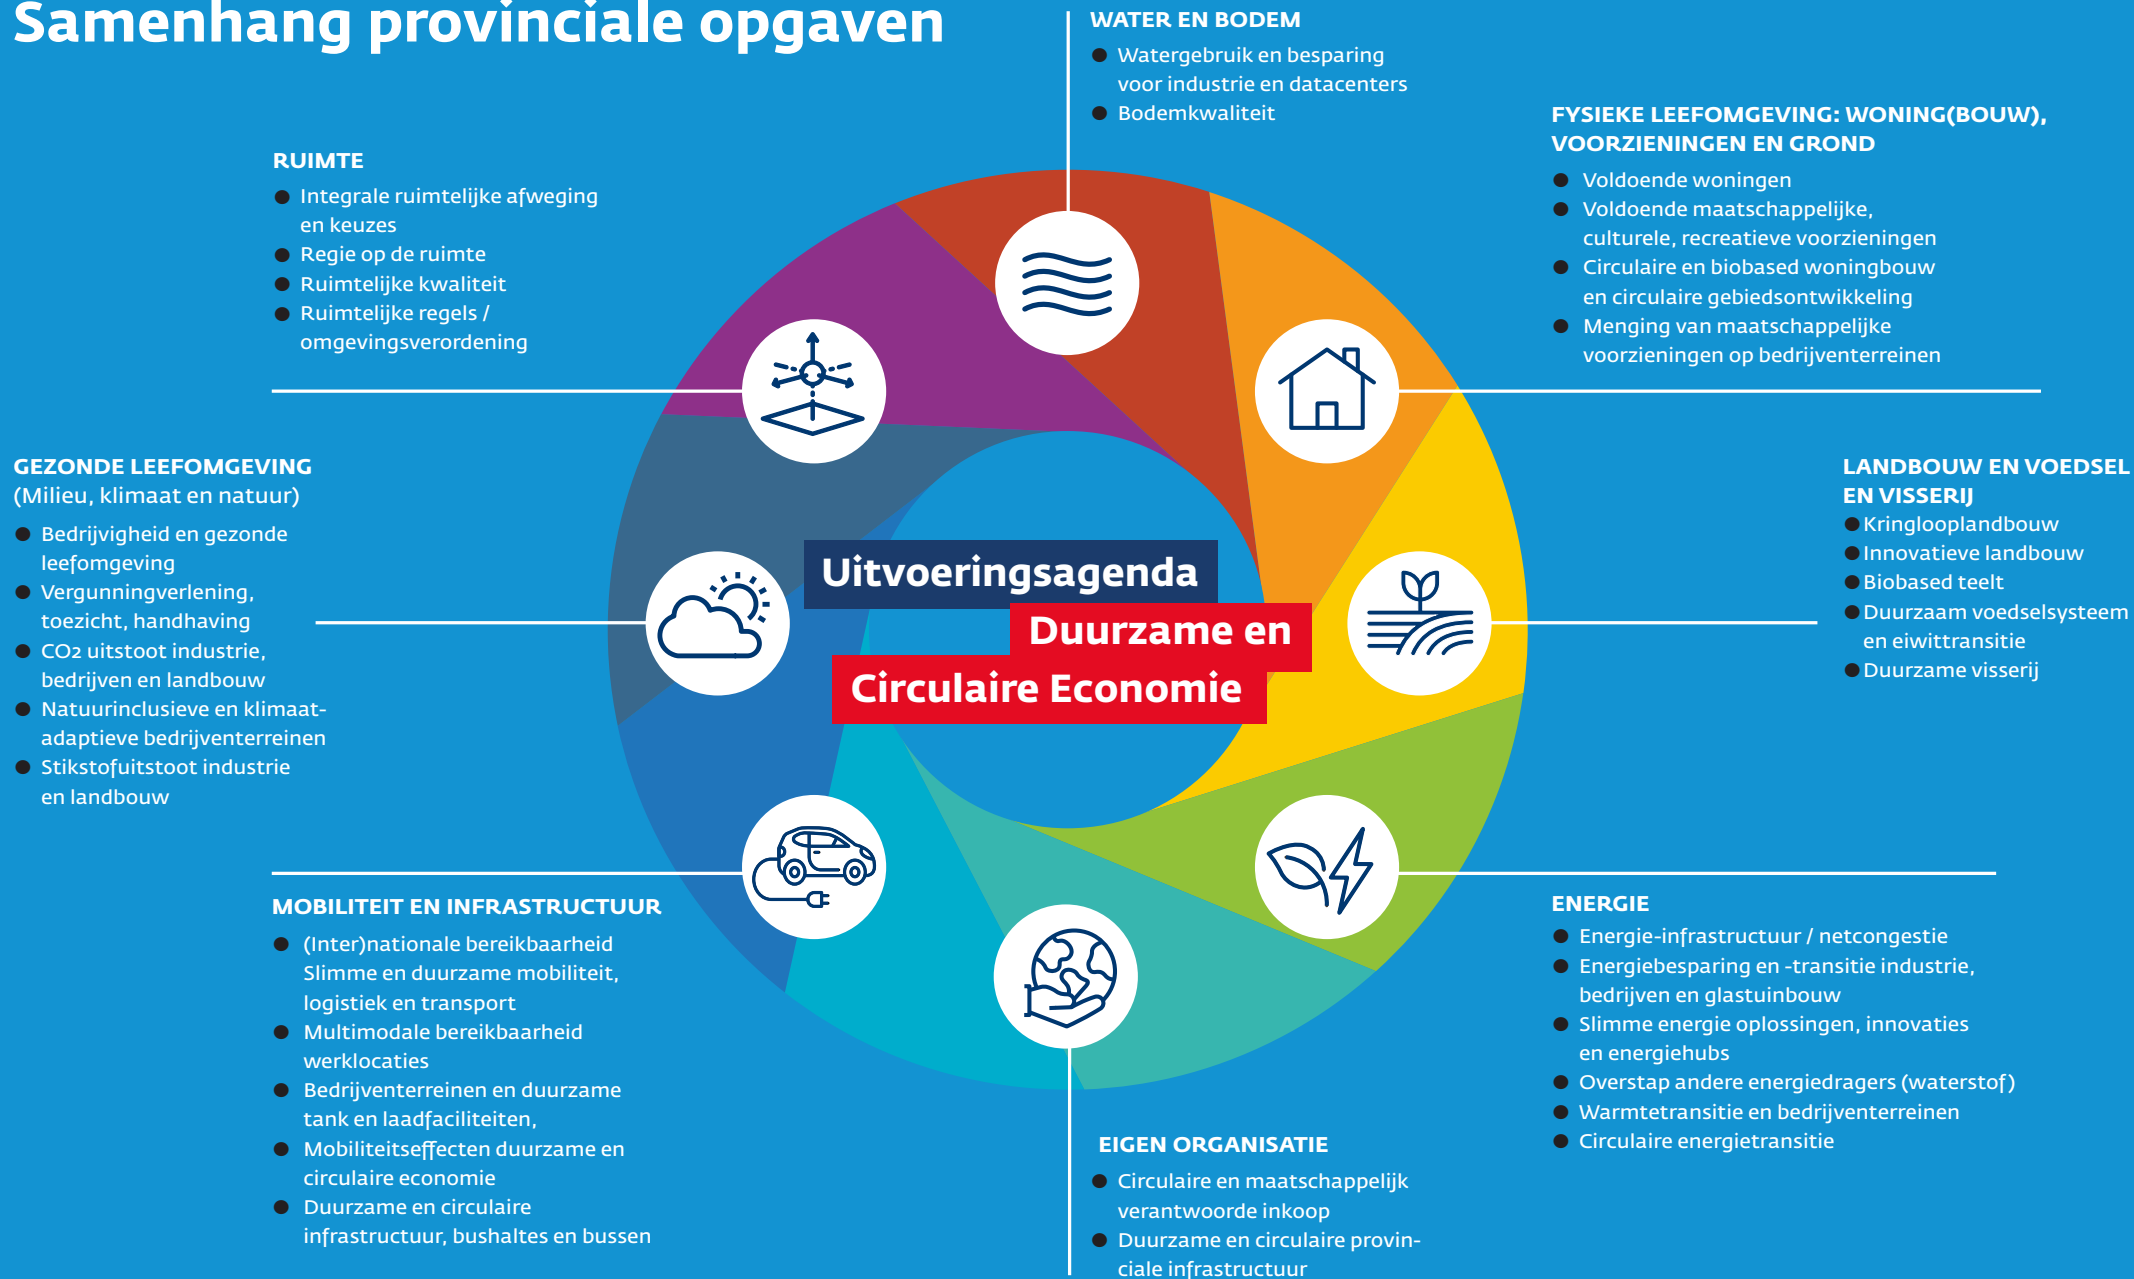 Samenhang provinciale opgaven
WATER EN BODEM
● Watergebruik en besparing
voor industrie en datacenters
● Bodemkwaliteit
FYSIEKE LEEFOMGEVING: WONING(BOUW),
VOORZIENINGEN EN GROND
● Voldoende woningen
● Voldoende maatschappelijke,
culturele, recreatieve voorzieningen
● Circulaire en biobased woningbouw
en circulaire gebiedsontwikkeling
● Menging van maatschappelijke
voorzieningen op bedrijventerreinen
RUIMTE
● Integrale ruimtelijke afweging
en keuzes
● Regie op de ruimte
● Ruimtelijke kwaliteit
● Ruimtelijke regels /
omgevingsverordening
GEZONDE LEEFOMGEVING
(Milieu, klimaat en natuur)
● Bedrijvigheid en gezonde
leefomgeving
● Vergunningverlening,
toezicht, handhaving
● CO2 uitstoot industrie,
bedrijven en landbouw
● Natuurinclusieve en klimaat-
adaptieve bedrijventerreinen
● Stikstofuitstoot industrie
en landbouw
Uitvoeringsagenda
Duurzame en
Circulaire Economie
LANDBOUW EN VOEDSEL
EN VISSERIJ
● Kringlooplandbouw
● Innovatieve landbouw
● Biobased teelt
● Duurzaam voedselsysteem
en eiwittransitie
● Duurzame visserij
MOBILITEIT EN INFRASTRUCTUUR
● (Inter)nationale bereikbaarheid
Slimme en duurzame mobiliteit,
logistiek en transport
● Multimodale bereikbaarheid
werklocaties
● Bedrijventerreinen en duurzame
tank en laadfaciliteiten,
● Mobiliteitseffecten duurzame en
circulaire economie
● Duurzame en circulaire
infrastructuur, bushaltes en bussen
EIGEN ORGANISATIE
● Circulaire en maatschappelijk
verantwoorde inkoop
● Duurzame en circulaire provin-
ciale infrastructuur
ENERGIE
● Energie-infrastructuur / netcongestie
● Energiebesparing en -transitie industrie,
bedrijven en glastuinbouw
● Slimme energie oplossingen, innovaties
en energiehubs
● Overstap andere energiedragers (waterstof)
● Warmtetransitie en bedrijventerreinen
● Circulaire energietransitie